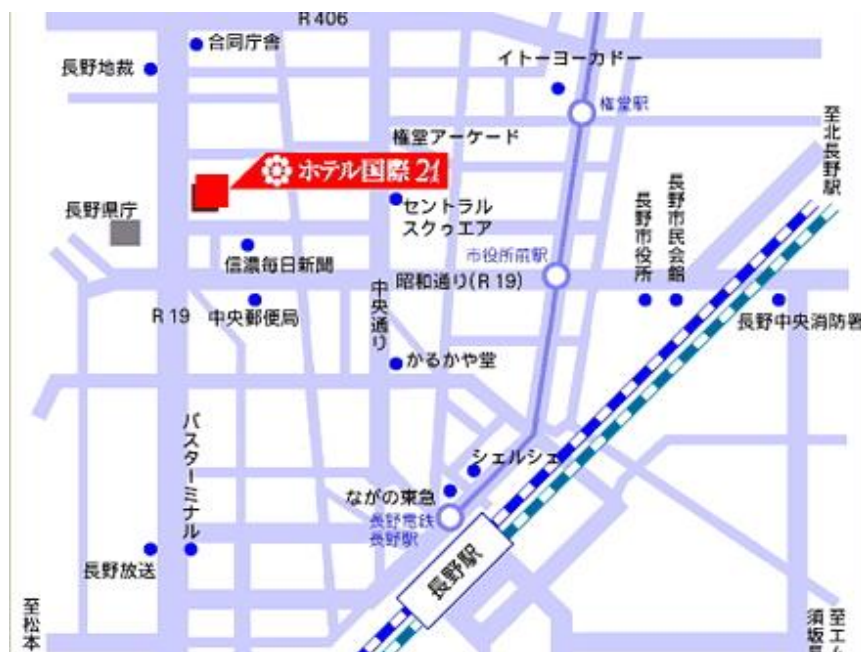 R 406
合同庁舎
長野地裁
イトーヨーカドー
権堂駅
至北長野駅
権堂アーケード
ホテル国際21
長野県庁
セントラル
スクゥエア
長野市役所
長野市民会館
信濃毎日新聞
市役所前駅
昭和通り(R 19)
中央通り
R 19
中央郵便局
長野中央消防署
かるかや堂
バスターミナル
シェルシェ
ながの東急
長野電鉄
長野駅
長野駅
長野放送
至松本
至エム
須坂長